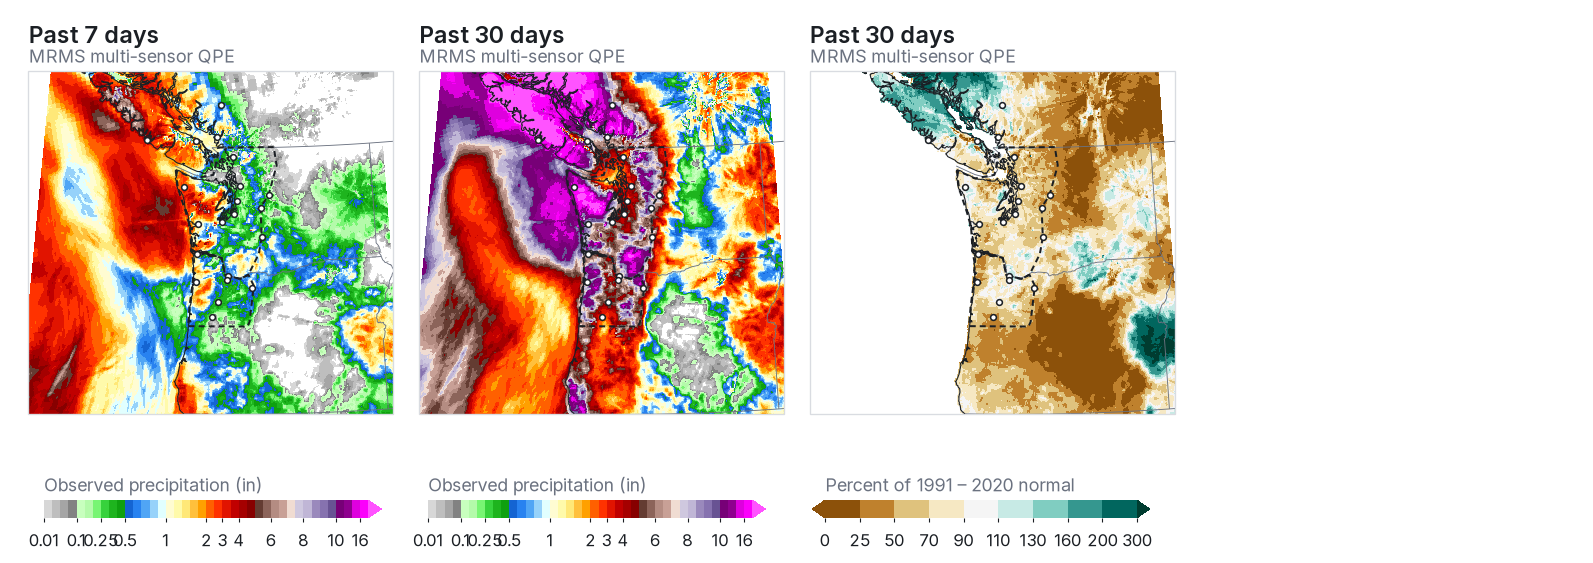 Past 7 days
MRMS multi-sensor QPE
Past 30 days
MRMS multi-sensor QPE
Past 30 days
MRMS multi-sensor QPE
Observed precipitation (in)
0.01 0.1 0.25 0.5 1 2 3 4 6 8 10 16
Observed precipitation (in)
0.01 0.1 0.25 0.5 1 2 3 4 6 8 10 16
Percent of 1991 – 2020 normal
0 25 50 70 90 110 130 160 200 300